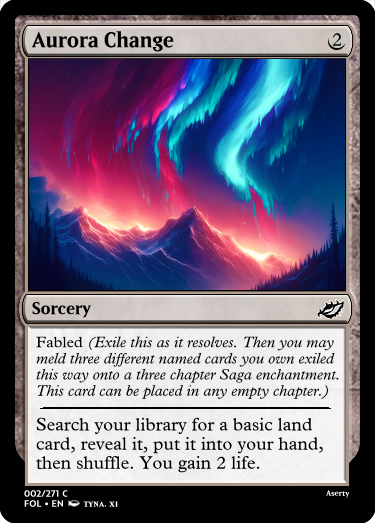 Aurora Change 2
Sorcery
Fabled (Exile this as it resolves. Then you may
meld three different named cards you own exiled
this way onto a three chapter Saga enchantment.
This card can be placed in any empty chapter.)
Search your library for a basic land
card, reveal it, put it into your hand,
then shuffle. You gain 2 life.
002/271 C
FOL • EN TYNA. XI
Aserty